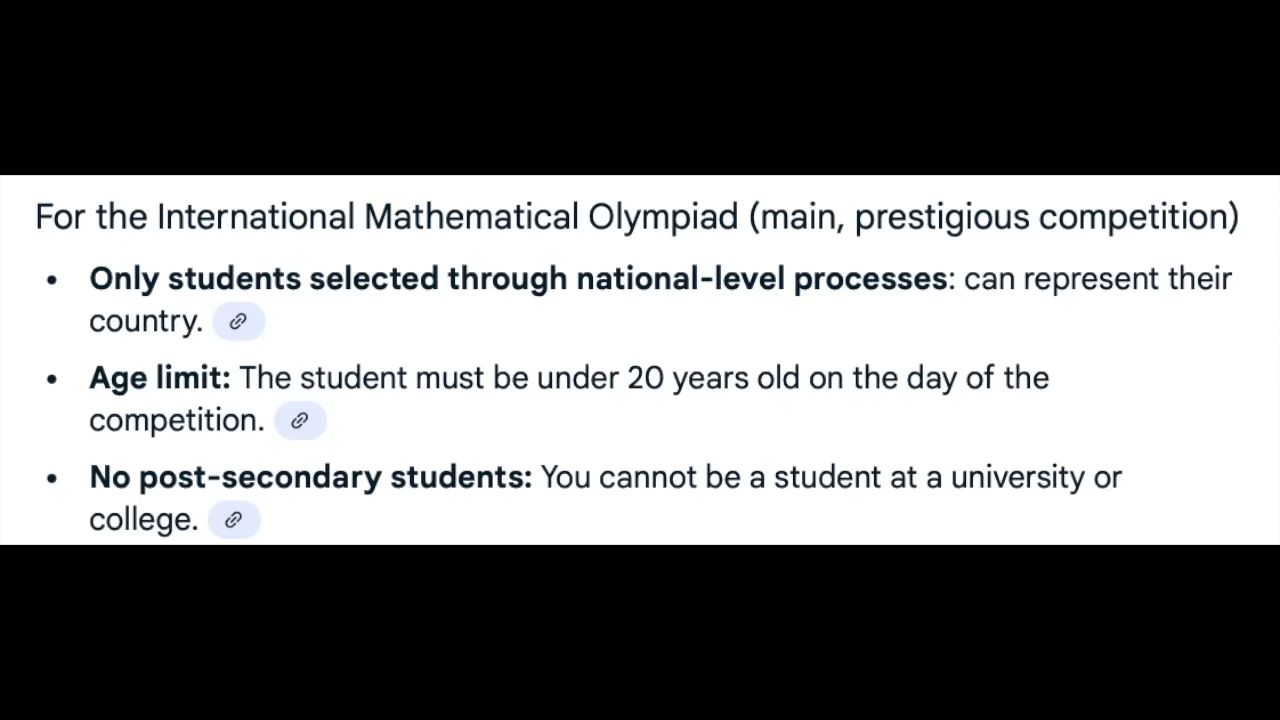 For the International Mathematical Olympiad (main, prestigious competition)
• Only students selected through national-level processes: can represent their
country.
• Age limit: The student must be under 20 years old on the day of the
competition.
• No post-secondary students: You cannot be a student at a university or
college.